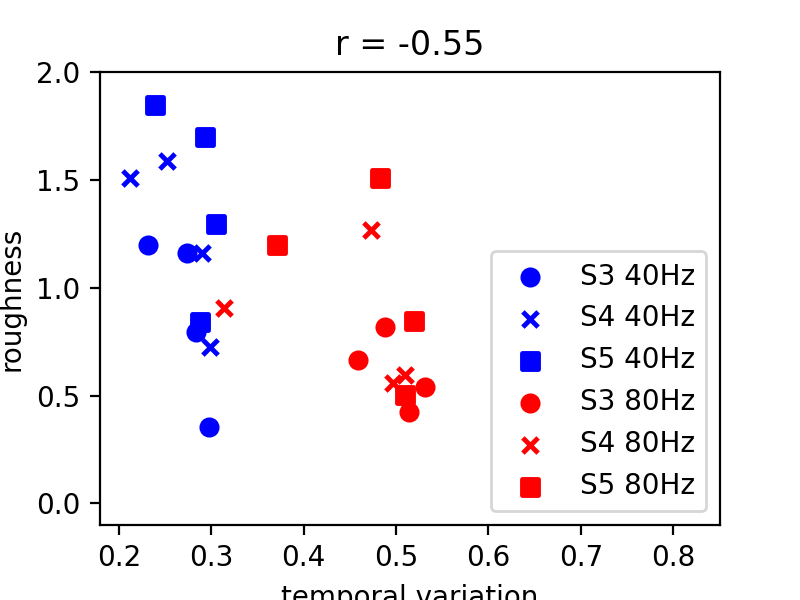 r = -0.55
2.0
1.5
1.0
0.5
0.0
roughness
S3 40Hz
S4 40Hz
S5 40Hz
S3 80Hz
S4 80Hz
S5 80Hz
0.2 0.3 0.4 0.5 0.6 0.7 0.8
temporal variation